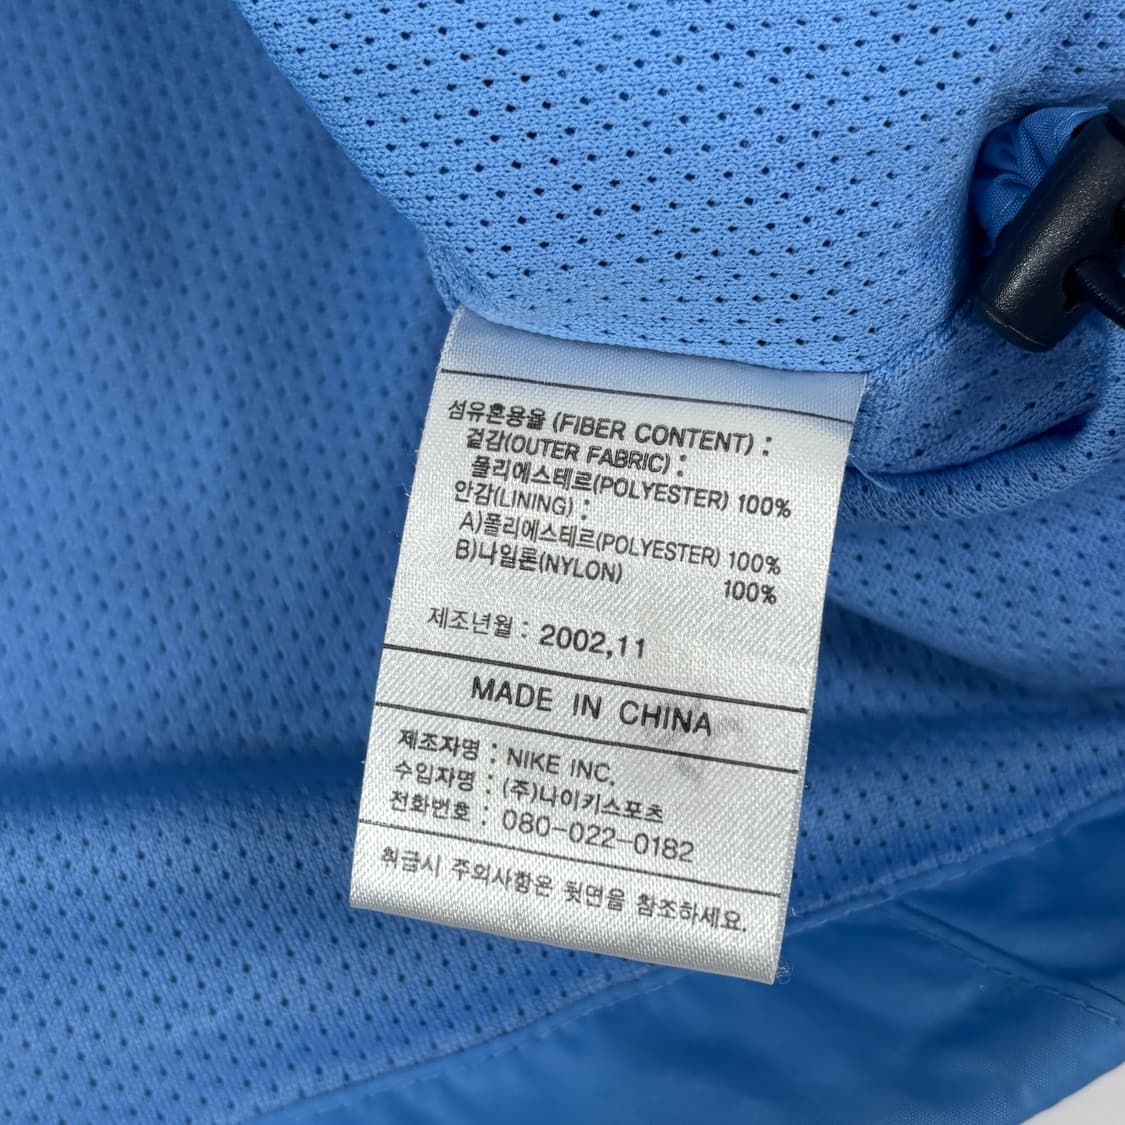 섬유혼용율 (FIBER CONTENT) :
겉감(OUTER FABRIC) :
폴리에스테르(POLYESTER) 100%
안감(LINING) :
A)폴리에스테르(POLYESTER) 100%
B)나일론(NYLON) 100%
제조년월 : 2002,11
MADE IN CHINA
제조자명 : NIKE INC.
수입자명 : (주)나이키스포츠
전화번호 : 080-022-0182
취급시 주의사항은 뒷면을 참조하세요.